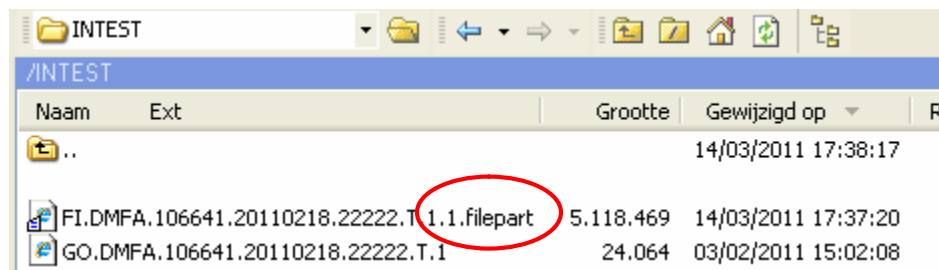 INTEST
/INTEST
Naam Ext Grootte Gewijzigd op R
.. 14/03/2011 17:38:17
FI.DMFA.106641.20110218.22222.T.1.1.filepart 5.118.469 14/03/2011 17:37:20
GO.DMFA.106641.20110218.22222.T.1 24.064 03/02/2011 15:02:08